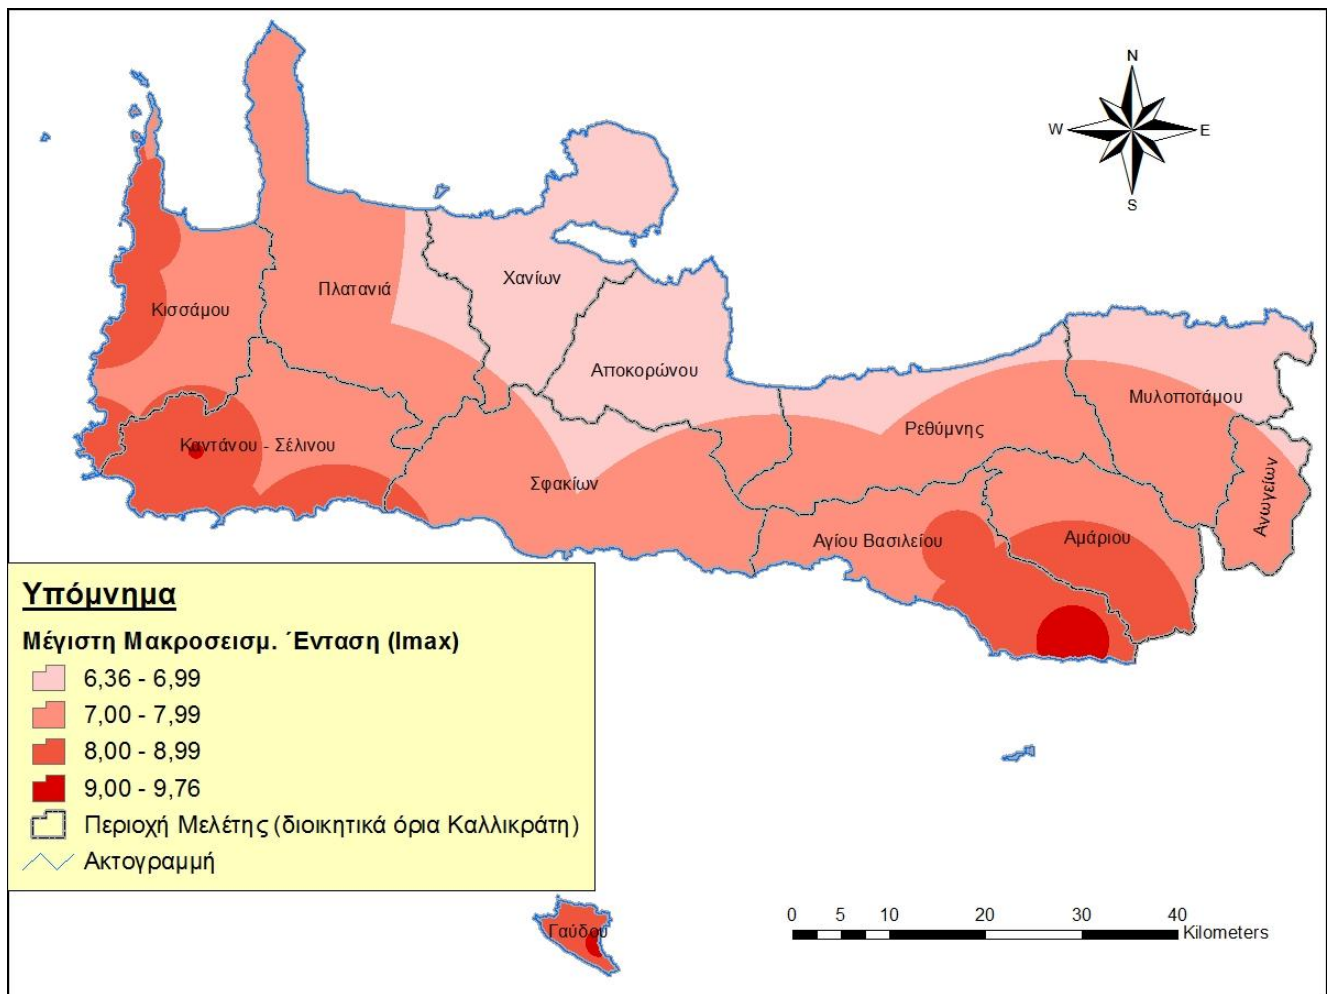 N
W E
S
Χανίων
Πλατανιά
Κισσάμου
Αποκορώνου
Μυλοποτάμου
Ρεθύμνης
Καντάνου - Σέλινου
Σφακίων
Ανωγείων
Αγίου Βασιλείου
Αμάριου
Υπόμνημα
Μέγιστη Μακροσεισμ. ΄Ενταση (Imax)
6,36 - 6,99
7,00 - 7,99
8,00 - 8,99
9,00 - 9,76
Περιοχή Μελέτης (διοικητικά όρια Καλλικράτη)
Ακτογραμμή
Γαύδου
0 5 10 20 30 40
Kilometers